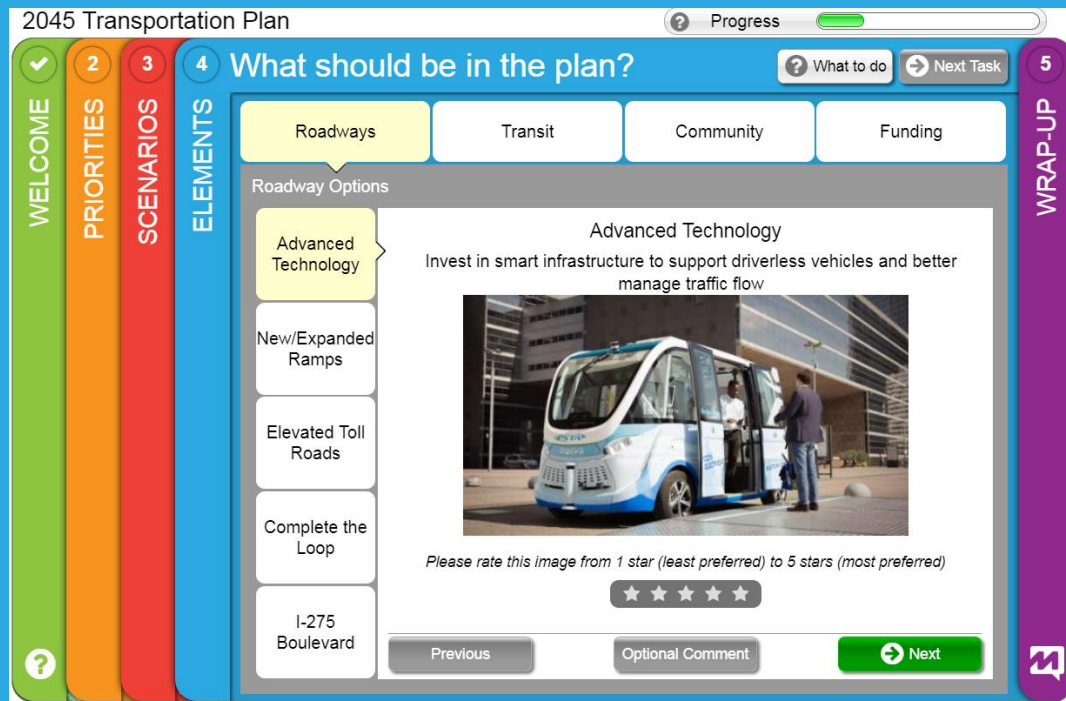 2045 Transportation Plan
? Progress
WELCOME
?
2
PRIORITIES
3
SCENARIOS
4
ELEMENTS
What should be in the plan?
? What to do
Next Task
Roadways
Transit
Community
Funding
Roadway Options
Advanced
Technology
New/Expanded
Ramps
Elevated Toll
Roads
Complete the
Loop
I-275
Boulevard
Advanced Technology
Invest in smart infrastructure to support driverless vehicles and better
manage traffic flow
Please rate this image from 1 star (least preferred) to 5 stars (most preferred)
Previous
Optional Comment
Next
5
WRAP-UP